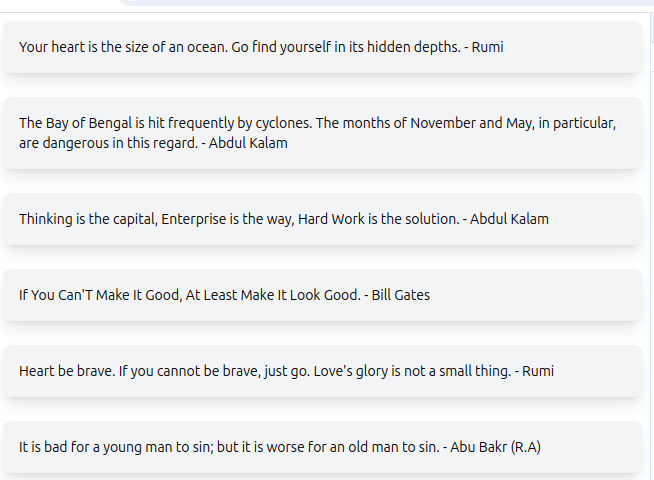 Your heart is the size of an ocean. Go find yourself in its hidden depths. - Rumi
The Bay of Bengal is hit frequently by cyclones. The months of November and May, in particular,
are dangerous in this regard. - Abdul Kalam
Thinking is the capital, Enterprise is the way, Hard Work is the solution. - Abdul Kalam
If You Can'T Make It Good, At Least Make It Look Good. - Bill Gates
Heart be brave. If you cannot be brave, just go. Love's glory is not a small thing. - Rumi
It is bad for a young man to sin; but it is worse for an old man to sin. - Abu Bakr (R.A)